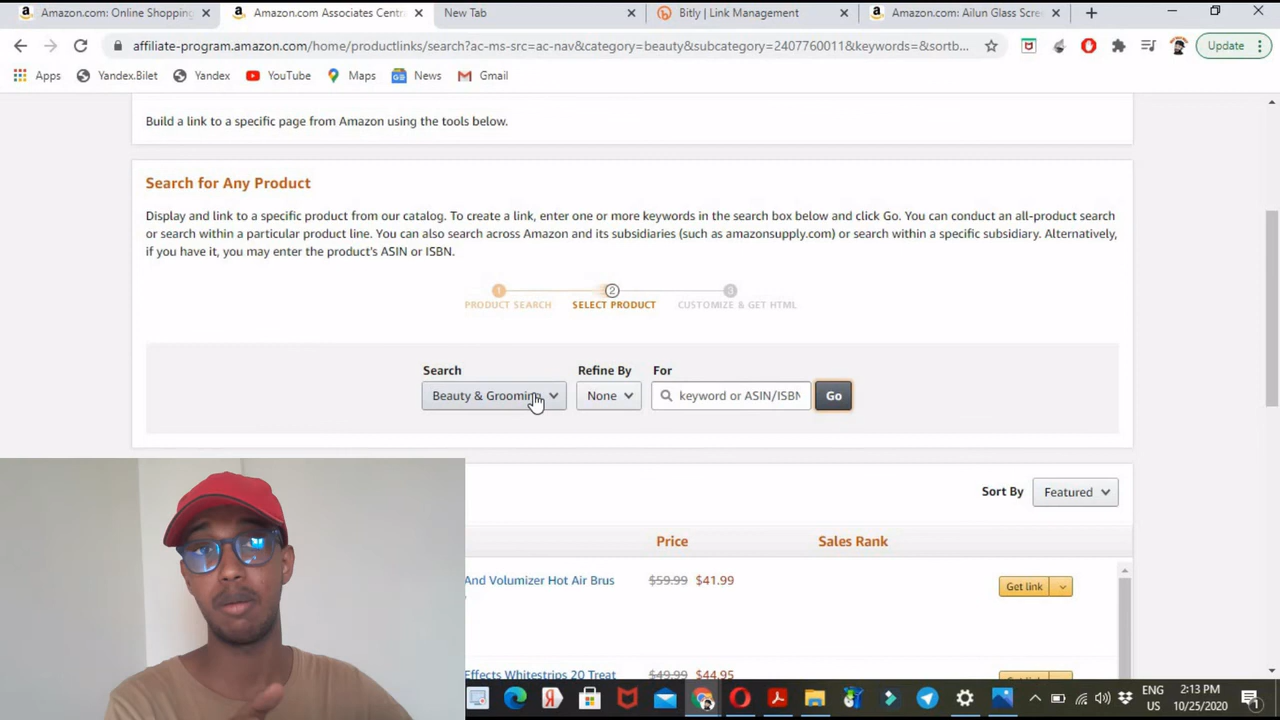 Amazon.com: Online Shopping
Amazon.com Associates Centra
New Tab
Bitly | Link Management
Amazon.com: Ailun Glass Scre
affiliate-program.amazon.com/home/productlinks/search?ac-ms-src=ac-nav&category=beauty&subcategory=2407760011&keywords=&sortb...
Update
Apps
Yandex.Bilet
Yandex
YouTube
Maps
News
Gmail
Build a link to a specific page from Amazon using the tools below.
Search for Any Product
Display and link to a specific product from our catalog. To create a link, enter one or more keywords in the search box below and click Go. You can conduct an all-product search
or search within a particular product line. You can also search across Amazon and its subsidiaries (such as amazonsupply.com) or search within a specific subsidiary. Alternatively,
if you have it, you may enter the product's ASIN or ISBN.
1 2 3
PRODUCT SEARCH SELECT PRODUCT CUSTOMIZE & GET HTML
Search Refine By For
Beauty & Grooming None keyword or ASIN/ISBN Go
Sort By Featured
Price Sales Rank
And Volumizer Hot Air Brus $59.99 $41.99 Get link
Effects Whitestrips 20 Treat $49.99 $44.95
ENG 2:13 PM
US 10/25/2020